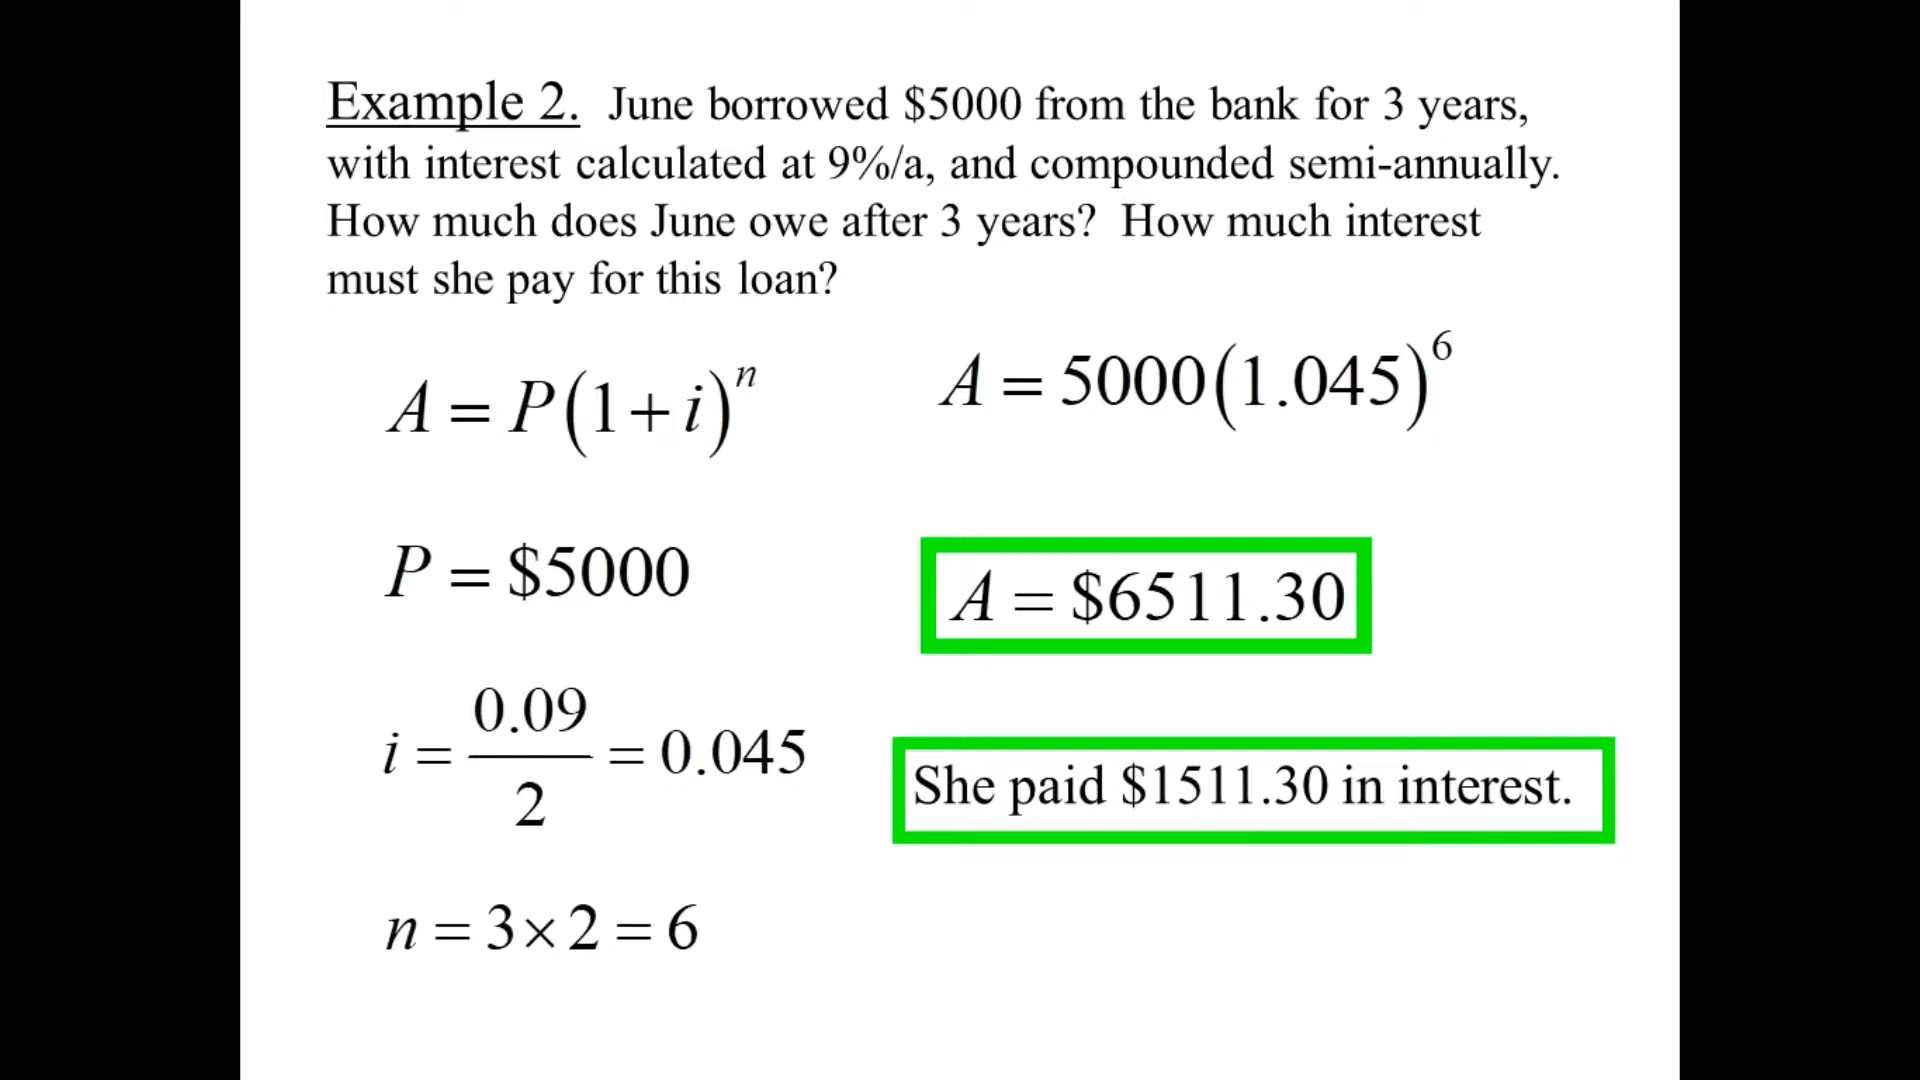 Example 2. June borrowed $5000 from the bank for 3 years,
with interest calculated at 9%/a, and compounded semi-annually.
How much does June owe after 3 years? How much interest
must she pay for this loan?
A = P(1+i)^n
P = $5000
i = 0.09/2 = 0.045
n = 3×2 = 6
A = 5000(1.045)^6
A = $6511.30
She paid $1511.30 in interest.